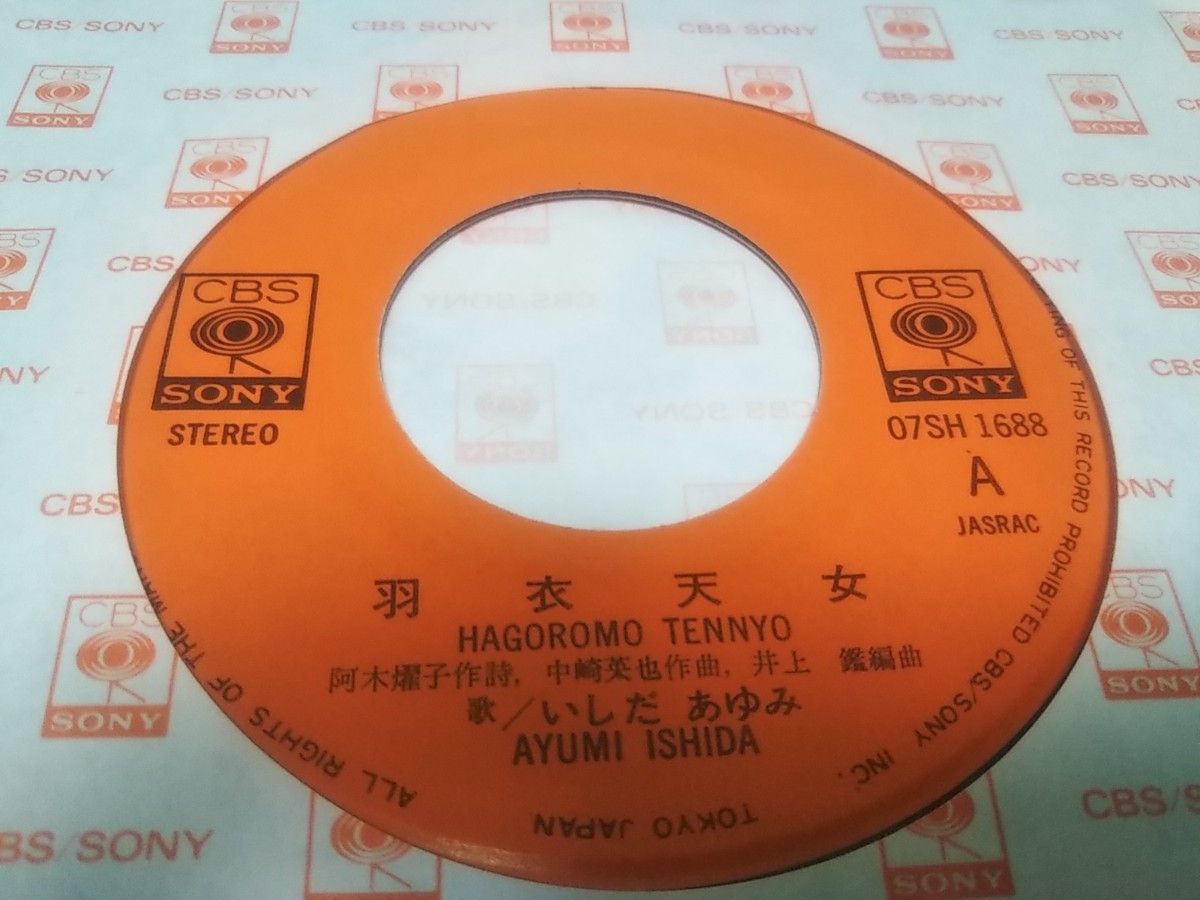 CBS
SONY
STEREO
CBS
SONY
07SH 1688
A
JASRAC
羽衣天女
HAGOROMO TENNYO
阿木燿子作詩, 中崎英也作曲, 井上 鑑編曲
歌/いしだ あゆみ
AYUMI ISHIDA
ALL RIGHTS OF THE
OF THIS RECORD PROHIBITED CBS/SONY INC.
TOKYO JAPAN
CBS/SONY